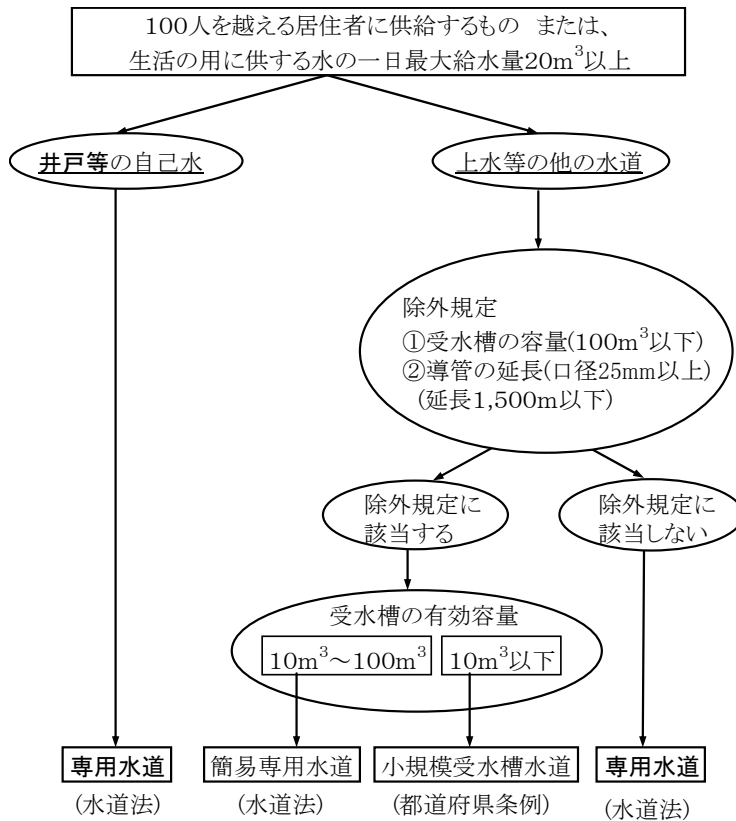 100人を越える居住者に供給するもの または、
生活の用に供する水の一日最大給水量20m³以上
井戸等の自己水
上水等の他の水道
除外規定
①受水槽の容量(100m³以下)
②導管の延長(口径25mm以上)
(延長1,500m以下)
除外規定に
該当する
除外規定に
該当しない
受水槽の有効容量
10m³～100m³
10m³以下
専用水道
簡易専用水道
小規模受水槽水道
専用水道
(水道法)
(水道法)
(都道府県条例)
(水道法)